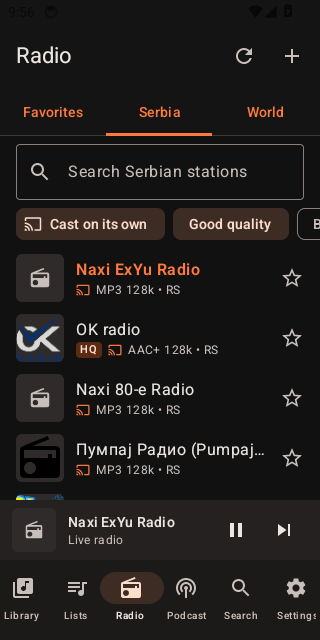 9:56
Radio
Favorites
Serbia
World
Search Serbian stations
Cast on its own
Good quality
Naxi ExYu Radio
MP3 128k • RS
OK radio
HQ AAC+ 128k • RS
Naxi 80-e Radio
MP3 128k • RS
Пумпај Радио (Pumpaj...
MP3 128k • RS
Naxi ExYu Radio
Live radio
Library
Lists
Radio
Podcast
Search
Settings